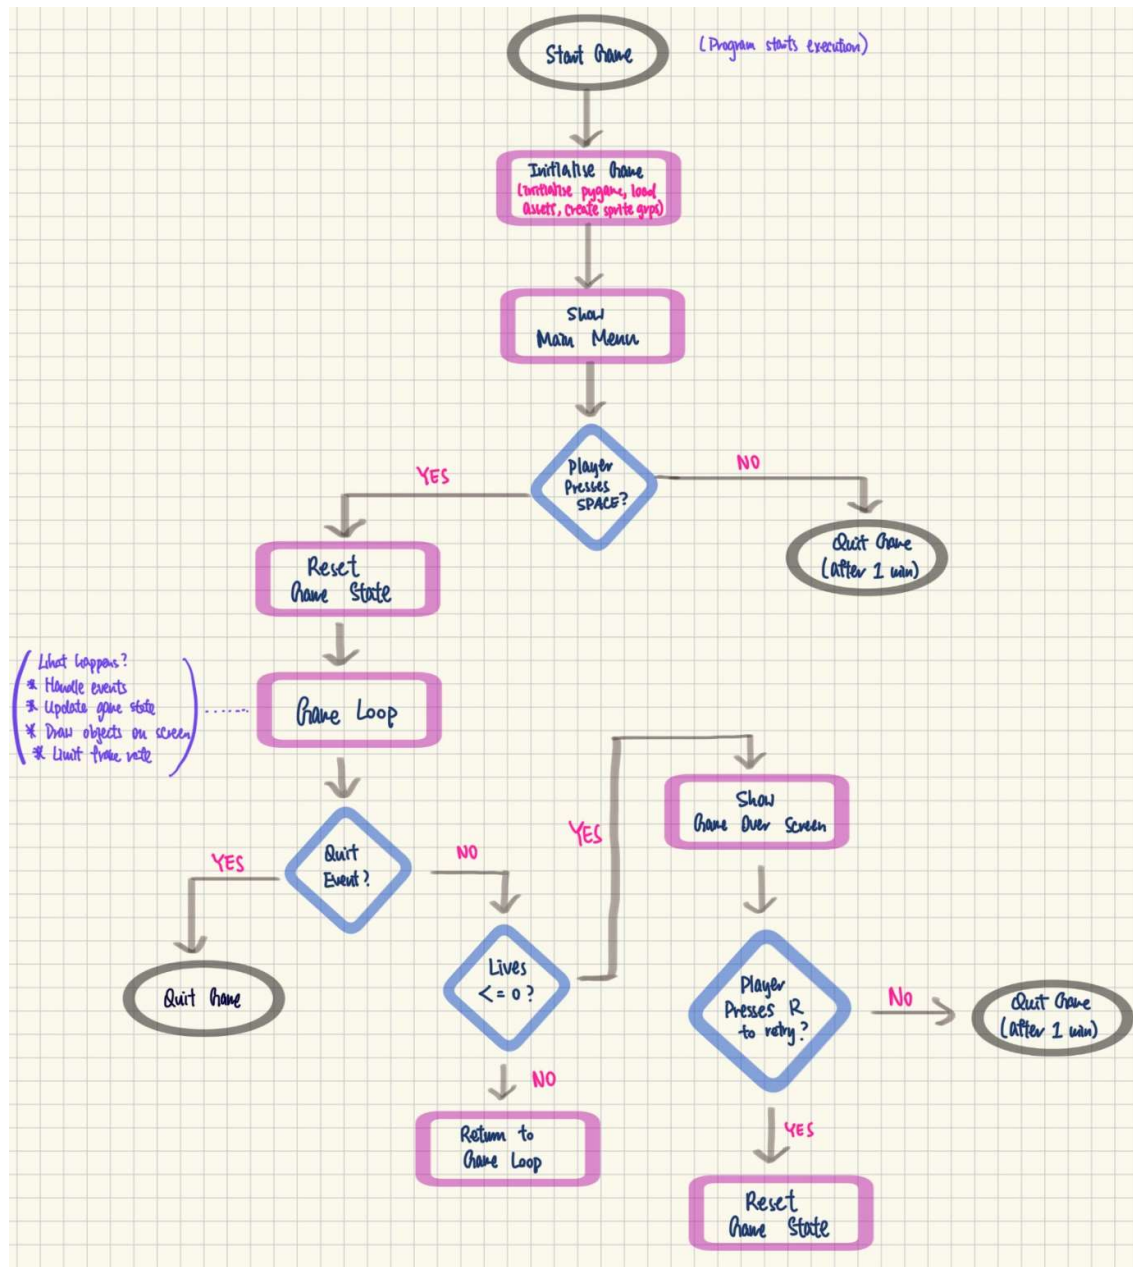 Start Game
(Program starts execution)
Initialise Game
(initialise pygame, load
assets, create sprite grps)
Show
Main Menu
Player
Presses
SPACE?
YES
NO
Reset
Game State
Quit Game
(after 1 min)
What happens?
* Handle events
* Update game state
* Draw objects on screen
* Limit frame rate
Game Loop
Quit
Event?
YES
NO
Quit Game
Lives
<= 0?
YES
NO
Return to
Game Loop
Show
Game Over Screen
Player
Presses R
to retry?
NO
Quit Game
(after 1 min)
YES
Reset
Game State